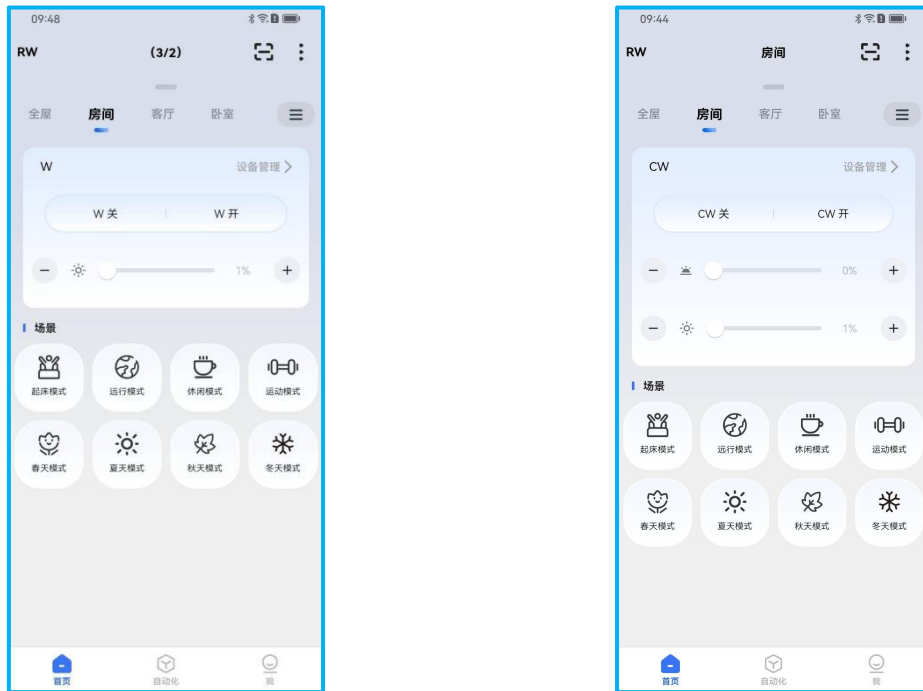 09:48
RW (3/2)
全屋 房间 客厅 卧室
W 设备管理
W 关 W 开
1%
场景
起床模式 远行模式 休闲模式 运动模式
春天模式 夏天模式 秋天模式 冬天模式
首页 自动化 我
09:44
RW 房间
全屋 房间 客厅 卧室
CW 设备管理
CW 关 CW 开
0%
1%
场景
起床模式 远行模式 休闲模式 运动模式
春天模式 夏天模式 秋天模式 冬天模式
首页 自动化 我